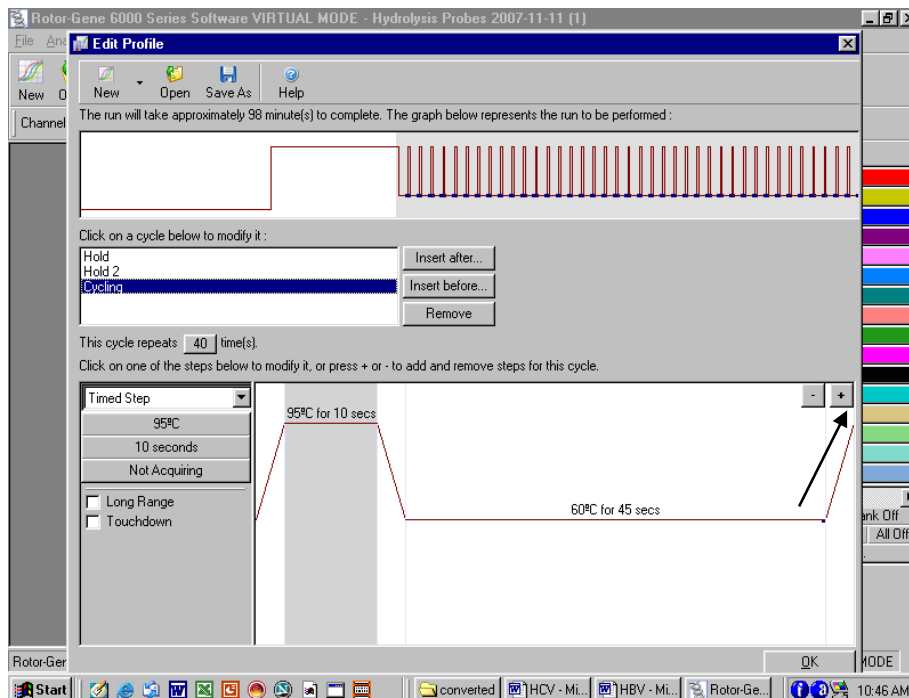 Rotor-Gene 6000 Series Software VIRTUAL MODE - Hydrolysis Probes 2007-11-11 (1)
File Ana
Edit Profile
New
New Open Save As Help
Channel
The run will take approximately 98 minute(s) to complete. The graph below represents the run to be performed :
Click on a cycle below to modify it :
Hold
Hold 2
Cycling
Insert after...
Insert before...
Remove
This cycle repeats 40 time(s).
Click on one of the steps below to modify it, or press + or - to add and remove steps for this cycle.
Timed Step
- +
95ºC
10 seconds
Not Acquiring
Long Range
Touchdown
95ºC for 10 secs
60ºC for 45 secs
ank Off
All Off
OK
Rotor-Ger
MODE
Start converted HCV - Mi... HBV - Mi... Rotor-Ge... 10:46 AM